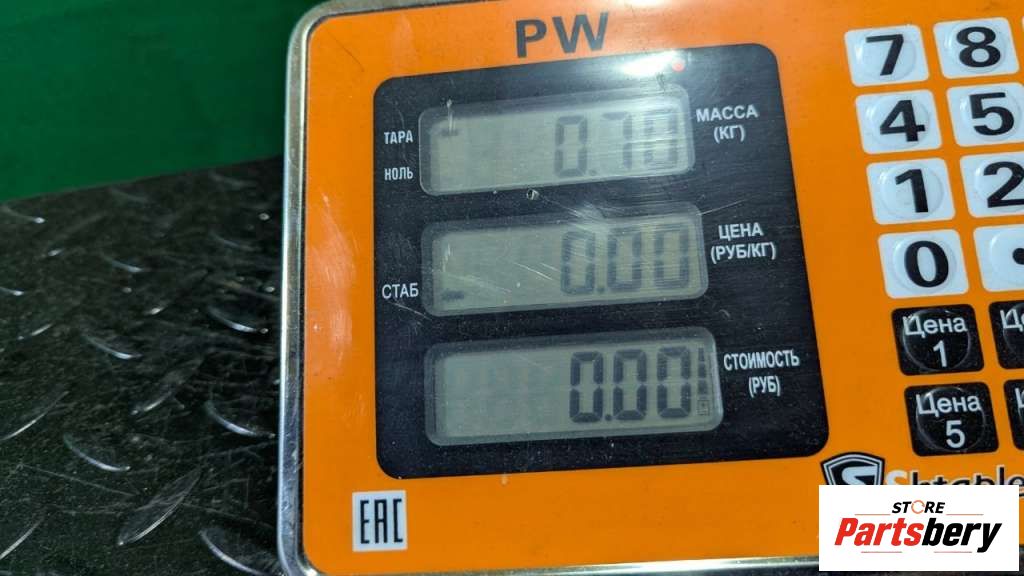 PW
ТАРА
НОЛЬ
0.70
МАССА
(КГ)
СТАБ
0.00
ЦЕНА
(РУБ/КГ)
0.00
СТОИМОСТЬ
(РУБ)
7 8
4 5
1 2
0 .
Цена
1
Цена
5
EAC
STORE
Partsbery